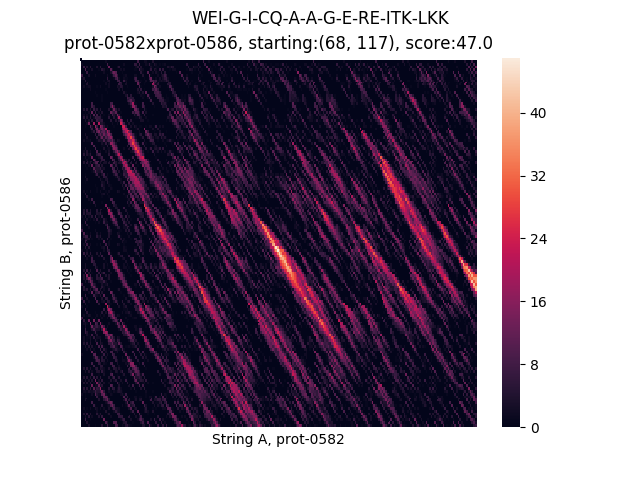 WEI-G-I-CQ-A-A-G-E-RE-ITK-LKK
prot-0582xprot-0586, starting:(68, 117), score:47.0
String B, prot-0586
String A, prot-0582
40
32
24
16
8
0